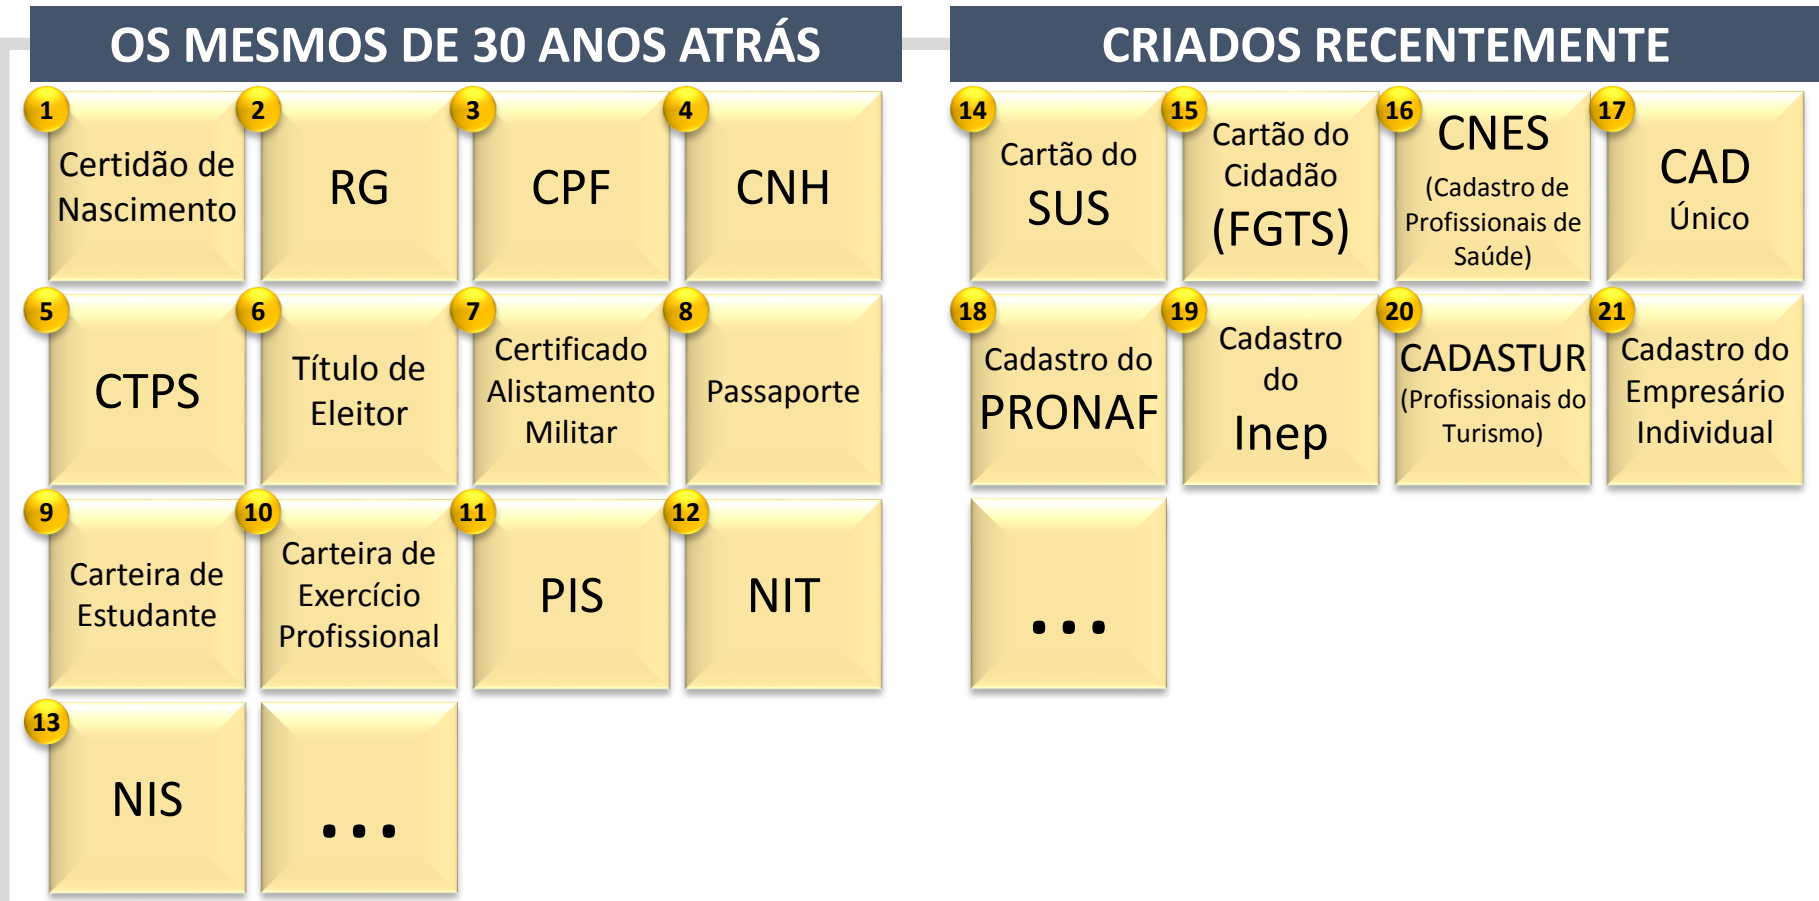 OS MESMOS DE 30 ANOS ATRÁS
1
Certidão de
Nascimento
2
RG
3
CPF
4
CNH
5
CTPS
6
Título de
Eleitor
7
Certificado
Alistamento
Militar
8
Passaporte
9
Carteira de
Estudante
10
Carteira de
Exercício
Profissional
11
PIS
12
NIT
13
NIS
...
CRIADOS RECENTEMENTE
14
Cartão do
SUS
15
Cartão do
Cidadão
(FGTS)
16
CNES
(Cadastro de
Profissionais de
Saúde)
17
CAD
Único
18
Cadastro do
PRONAF
19
Cadastro
do
Inep
20
CADASTUR
(Profissionais do
Turismo)
21
Cadastro do
Empresário
Individual
...